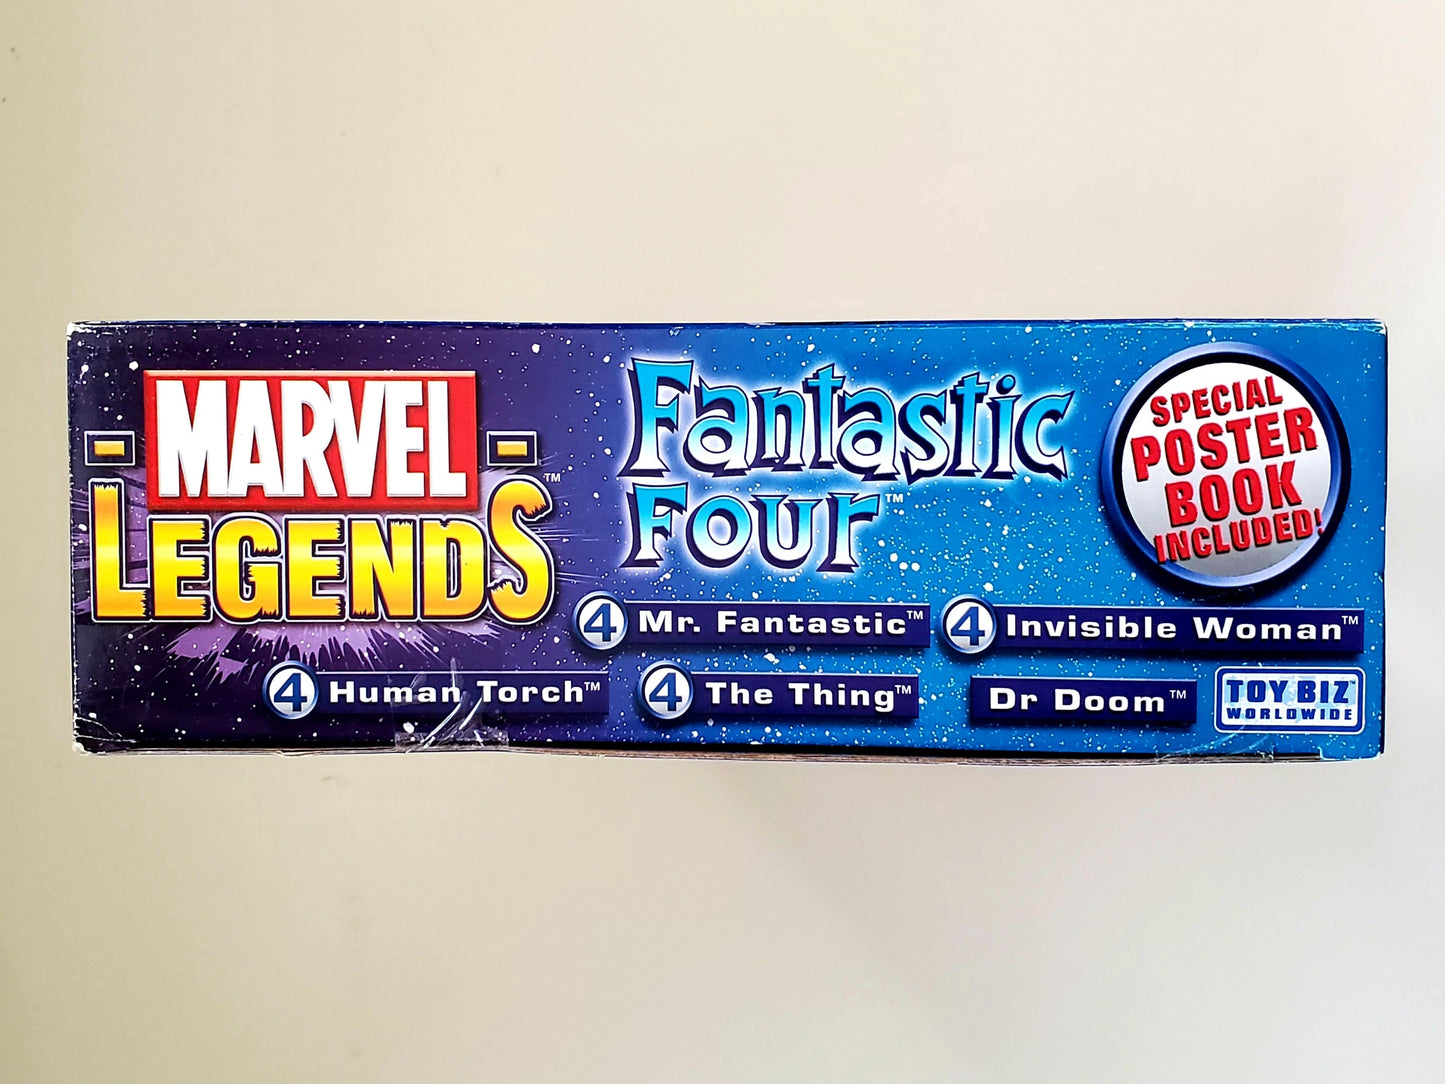 MARVEL
LEGENDS™
Fantastic
Four™
SPECIAL
POSTER
BOOK
INCLUDED!
4 Mr. Fantastic™
4 Invisible Woman™
4 Human Torch™
4 The Thing™
Dr Doom™
TOY BIZ™
WORLDWIDE